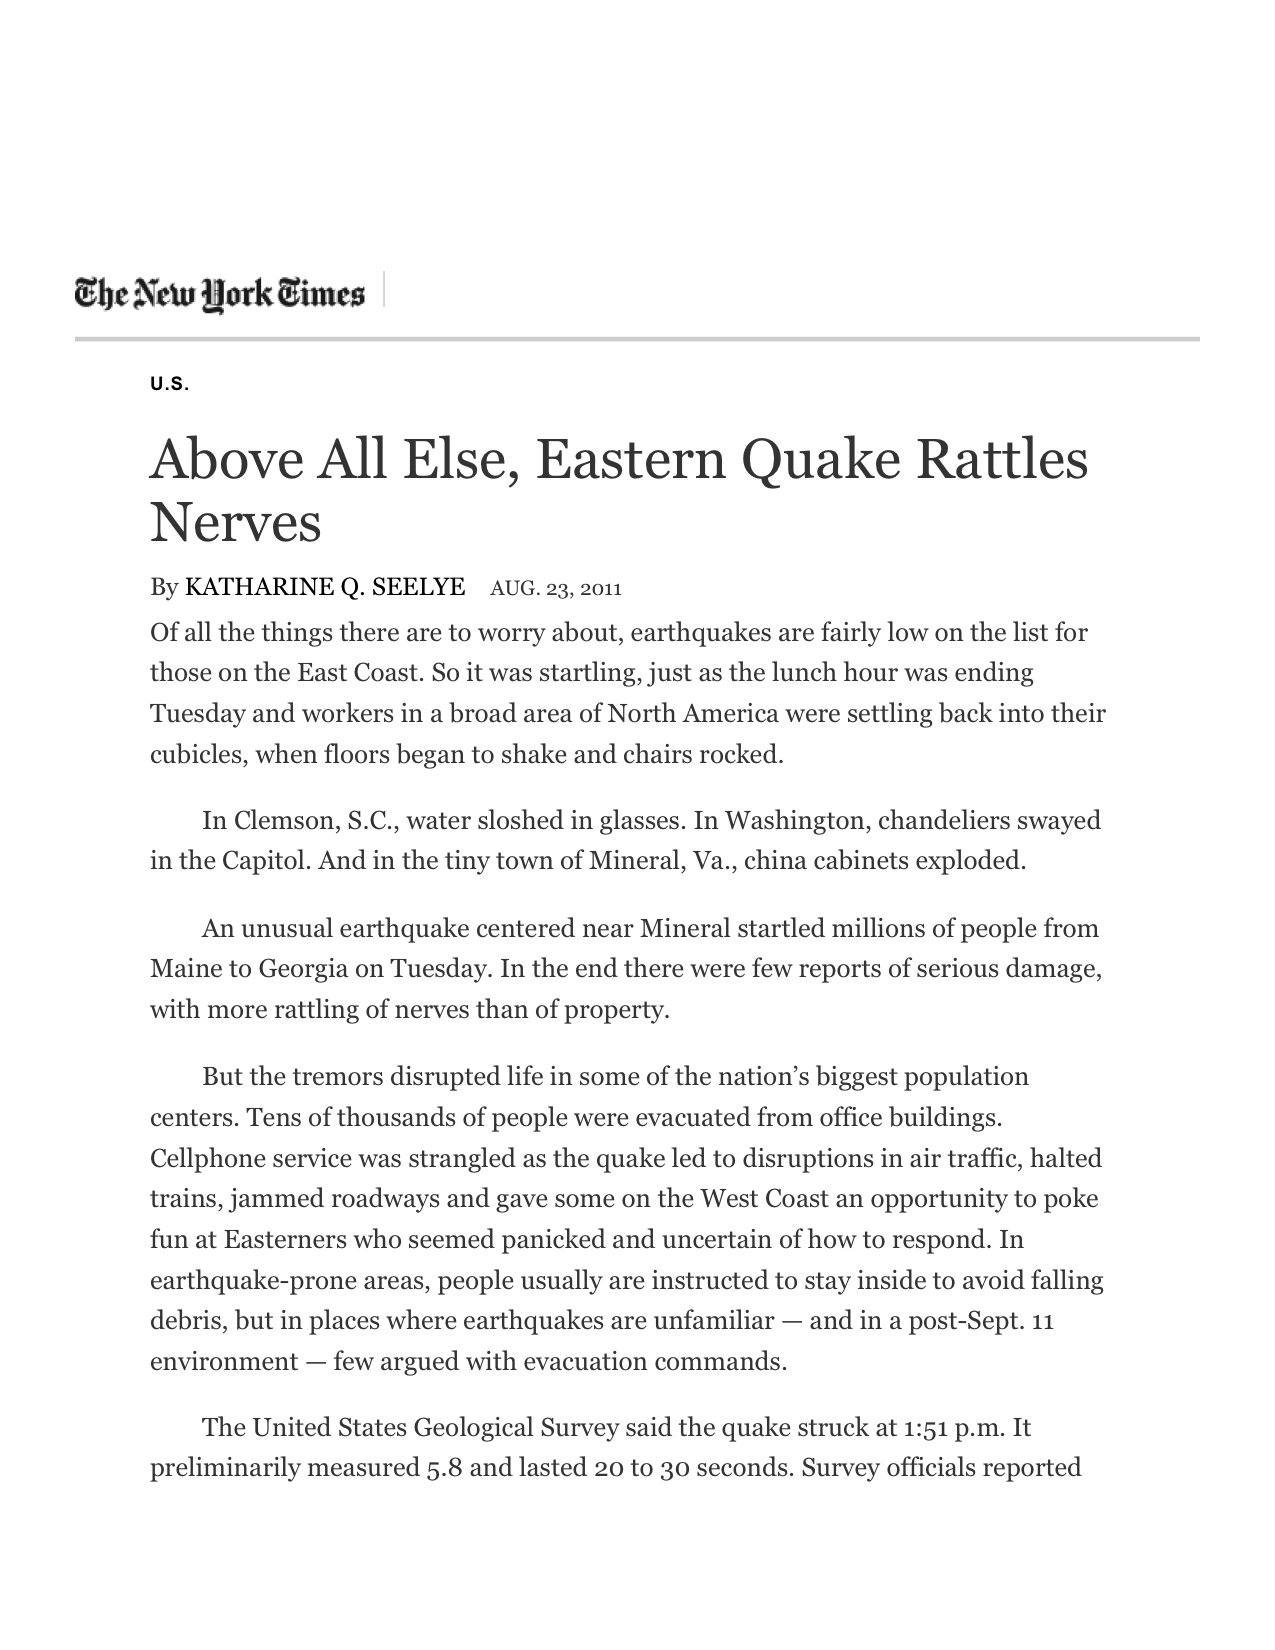 The New York Times
U.S.
Above All Else, Eastern Quake Rattles
Nerves
By KATHARINE Q. SEELYE AUG. 23, 2011
Of all the things there are to worry about, earthquakes are fairly low on the list for
those on the East Coast. So it was startling, just as the lunch hour was ending
Tuesday and workers in a broad area of North America were settling back into their
cubicles, when floors began to shake and chairs rocked.
In Clemson, S.C., water sloshed in glasses. In Washington, chandeliers swayed
in the Capitol. And in the tiny town of Mineral, Va., china cabinets exploded.
An unusual earthquake centered near Mineral startled millions of people from
Maine to Georgia on Tuesday. In the end there were few reports of serious damage,
with more rattling of nerves than of property.
But the tremors disrupted life in some of the nation’s biggest population
centers. Tens of thousands of people were evacuated from office buildings.
Cellphone service was strangled as the quake led to disruptions in air traffic, halted
trains, jammed roadways and gave some on the West Coast an opportunity to poke
fun at Easterners who seemed panicked and uncertain of how to respond. In
earthquake-prone areas, people usually are instructed to stay inside to avoid falling
debris, but in places where earthquakes are unfamiliar — and in a post-Sept. 11
environment — few argued with evacuation commands.
The United States Geological Survey said the quake struck at 1:51 p.m. It
preliminarily measured 5.8 and lasted 20 to 30 seconds. Survey officials reported